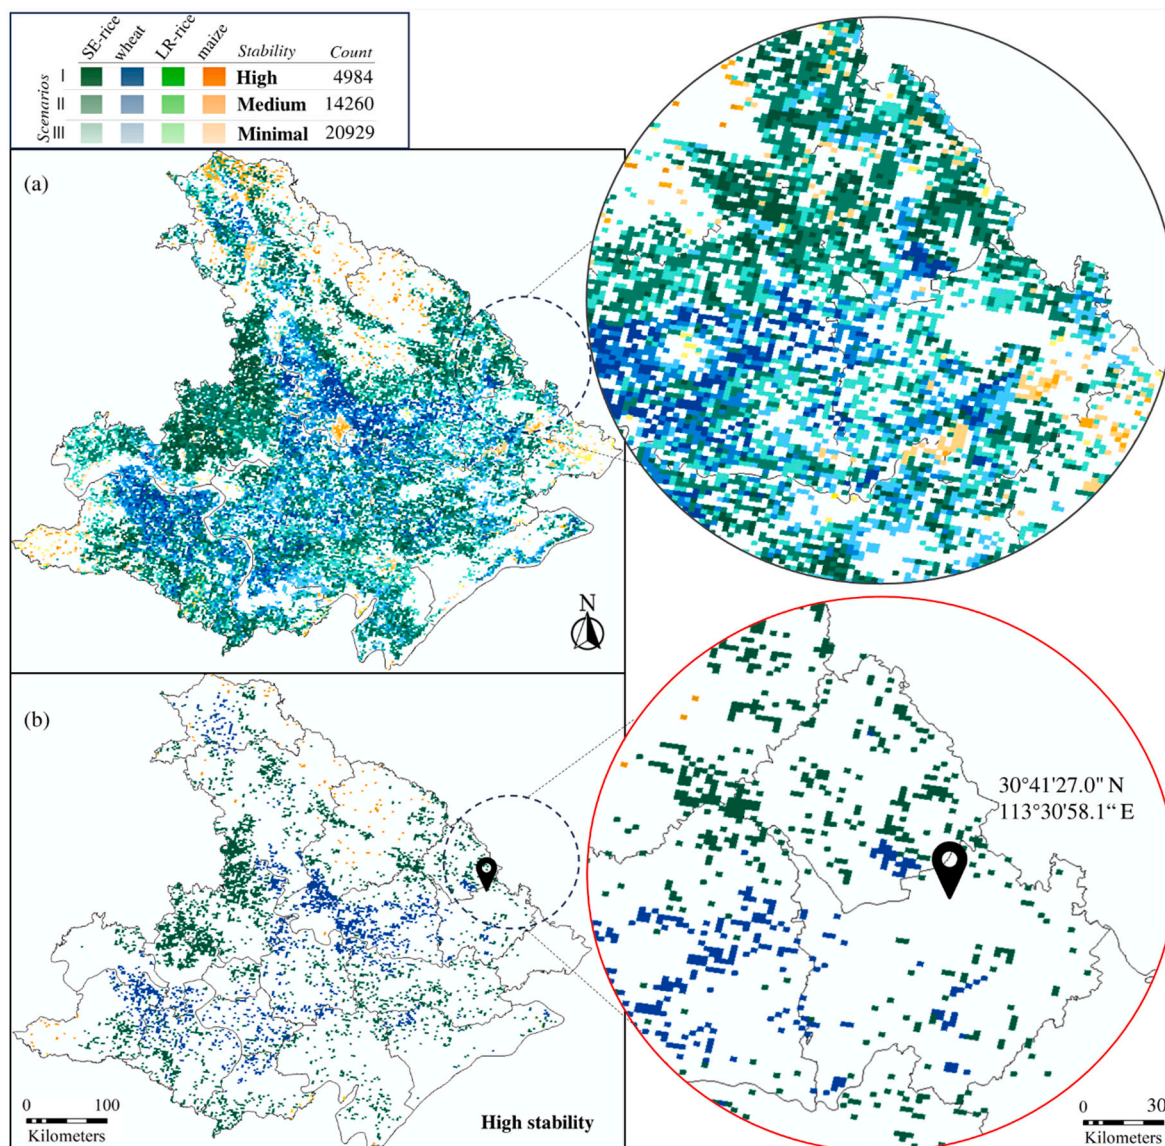 SE-rice wheat LR-rice maize Stability Count
Scenarios
I High 4984
II Medium 14260
III Minimal 20929
(a)
N
(b)
30°41'27.0" N
113°30'58.1“ E
0 100
Kilometers
High stability
0 30
Kilometers